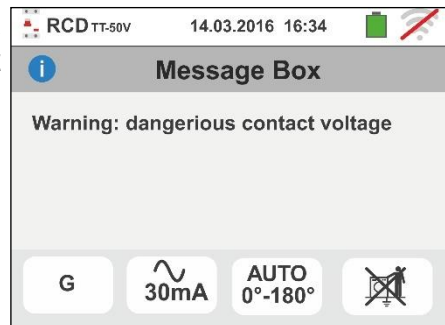 RCD TT-50V 14.03.2016 16:34
i Message Box
Warning: dangerious contact voltage
G 30mA AUTO 0°-180°